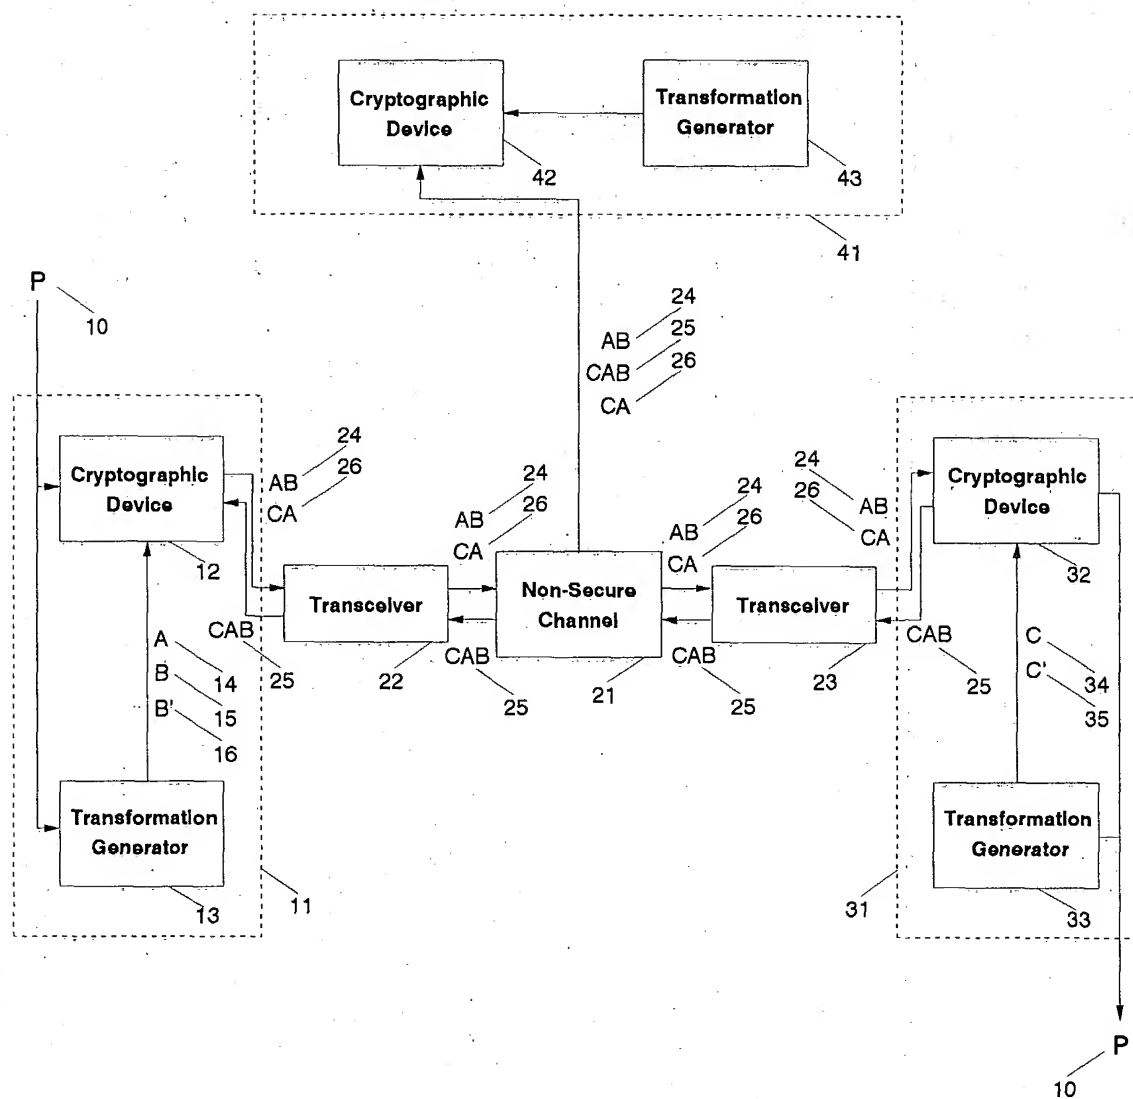 Cryptographic
Device
42
Transformation
Generator
43
41
P
10
AB 24
CAB 25
CA 26
Cryptographic
Device
12
AB 24
CA 26
CAB
25
A
14
B
15
B'
16
Transformation
Generator
13
11
Transceiver
22
AB 24
CA 26
CAB
25
Non-Secure
Channel
21
AB 24
CA 26
CAB
25
Transceiver
23
24 AB
26 CA
CAB
25
Cryptographic
Device
32
C
34
C'
35
Transformation
Generator
33
31
P
10